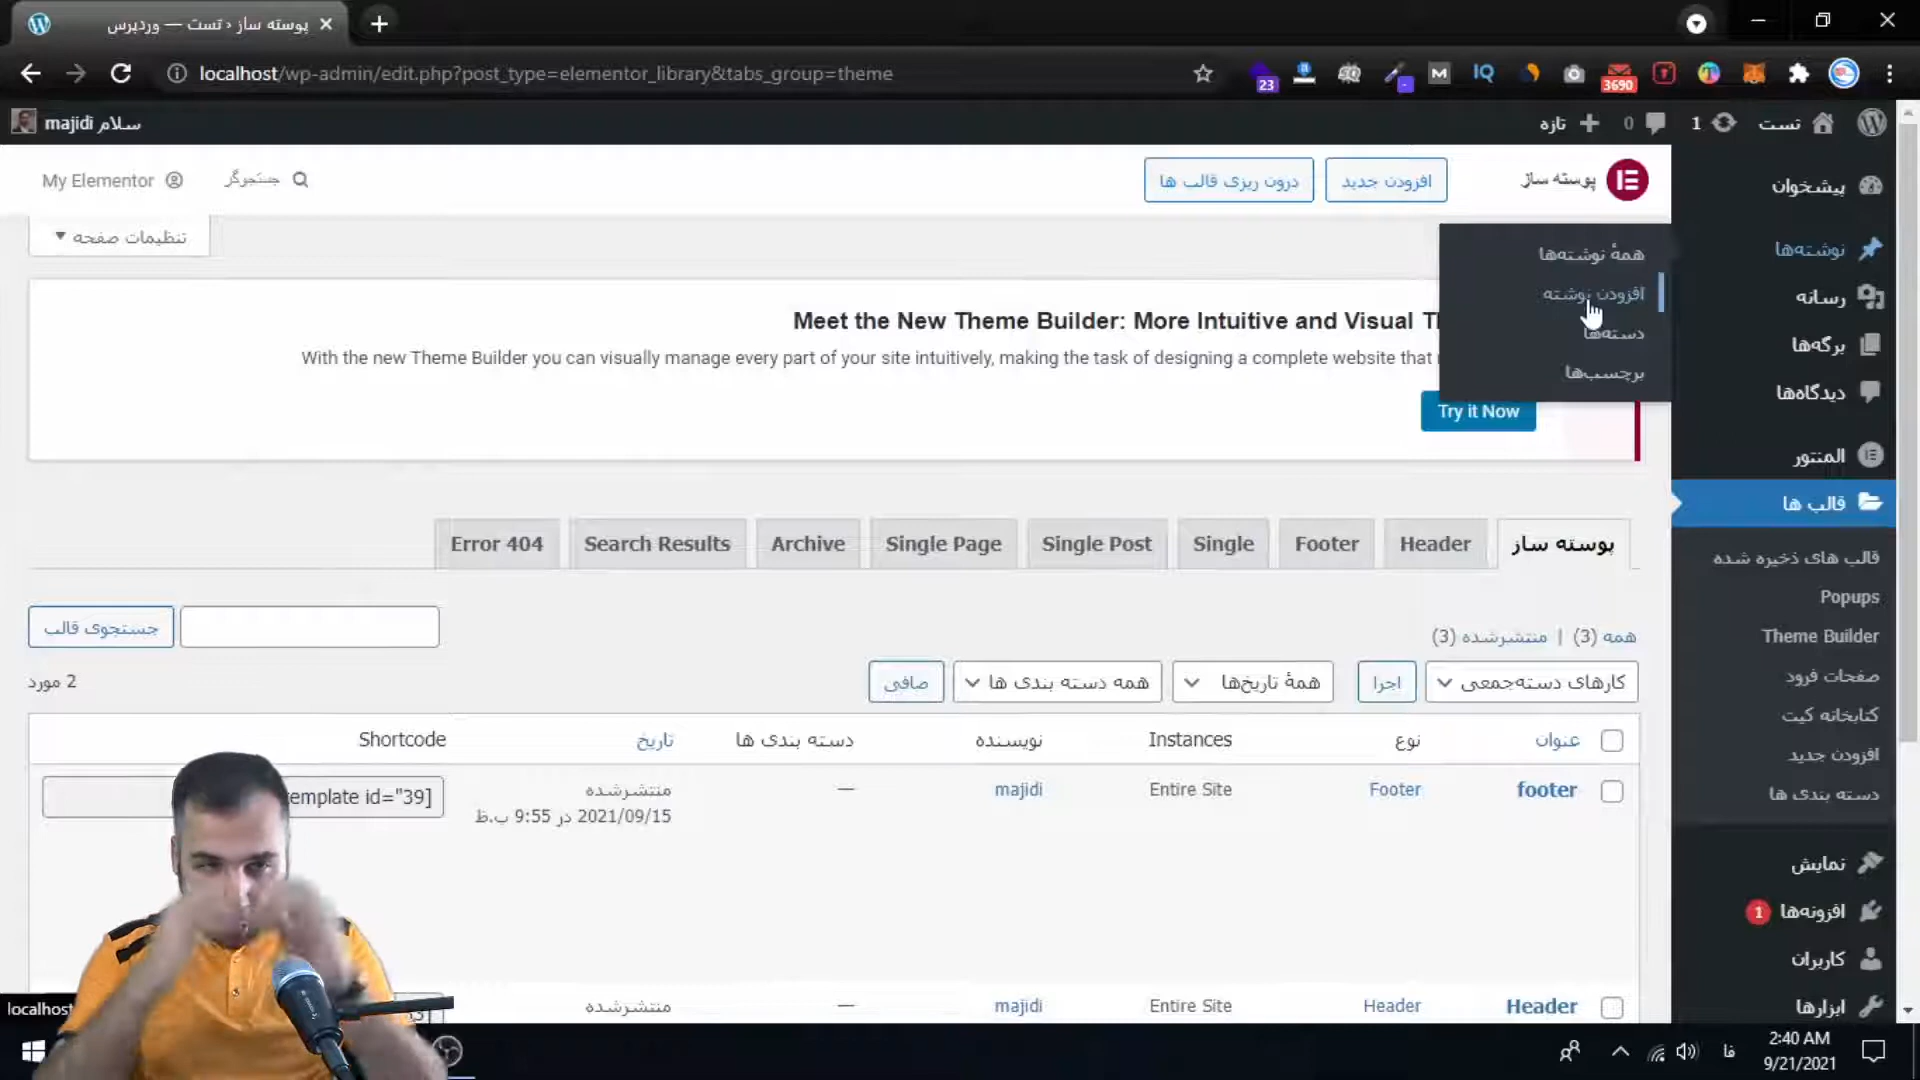 پوسته ساز ‹ تست — وردپرس
localhost/wp-admin/edit.php?post_type=elementor_library&tabs_group=theme
23
-
M
IQ
3690
سلام majidi
تست
1
0
تازه
پوسته ساز
افزودن جدید
درون ریزی قالب ها
جستجوگر
My Elementor
تنظیمات صفحه
پیشخوان
نوشته‌ها
همهٔ نوشته‌ها
افزودن نوشته
دسته‌ها
برچسب‌ها
رسانه
برگه‌ها
دیدگاه‌ها
المنتور
قالب ها
قالب های ذخیره شده
Popups
Theme Builder
صفحات فرود
کتابخانه کیت
افزودن جدید
دسته بندی ها
نمایش
افزونه‌ها 1
کاربران
ابزارها
Meet the New Theme Builder: More Intuitive and Visual
With the new Theme Builder you can visually manage every part of your site intuitively, making the task of designing a complete website that
Try it Now
پوسته ساز
Header
Footer
Single
Single Post
Single Page
Archive
Search Results
Error 404
همه (3) | منتشرشده (3)
جستجوی قالب
کارهای دسته‌جمعی
اجرا
همهٔ تاریخ‌ها
همه دسته بندی ها
صافی
2 مورد
عنوان
نوع
Instances
نویسنده
دسته بندی ها
تاریخ
Shortcode
footer
Footer
Entire Site
majidi
—
منتشرشده
2021/09/15 در 9:55 ب.ظ
emplate id="39]
Header
Header
Entire Site
majidi
—
منتشرشده
localhost
فا
2:40 AM
9/21/2021